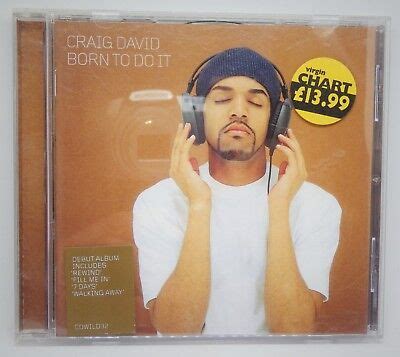 CRAIG DAVID
BORN TO DO IT
virgin
CHART
£13.99
DEBUT ALBUM
INCLUDES
'REWIND'
'FILL ME IN'
'7 DAYS'
'WALKING AWAY'
CDWILD32